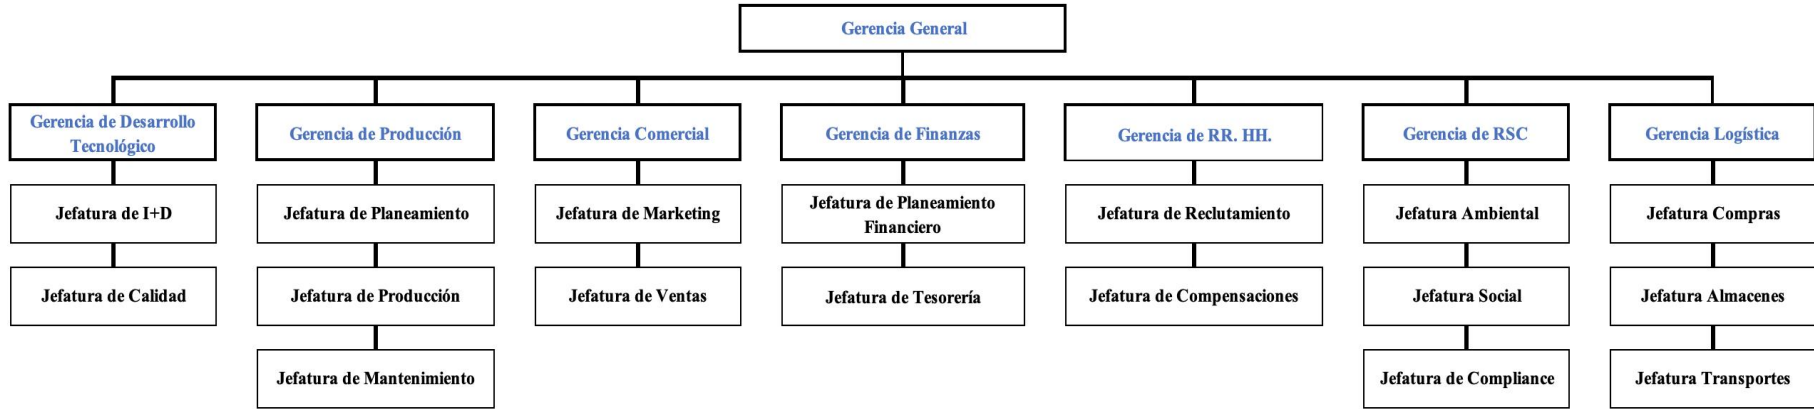 Gerencia General
Gerencia de Desarrollo
Tecnológico
Gerencia de Producción
Gerencia Comercial
Gerencia de Finanzas
Gerencia de RR. HH.
Gerencia de RSC
Gerencia Logística
Jefatura de I+D
Jefatura de Planeamiento
Jefatura de Marketing
Jefatura de Planeamiento
Financiero
Jefatura de Reclutamiento
Jefatura Ambiental
Jefatura Compras
Jefatura de Calidad
Jefatura de Producción
Jefatura de Ventas
Jefatura de Tesorería
Jefatura de Compensaciones
Jefatura Social
Jefatura Almacenes
Jefatura de Mantenimiento
Jefatura de Compliance
Jefatura Transportes